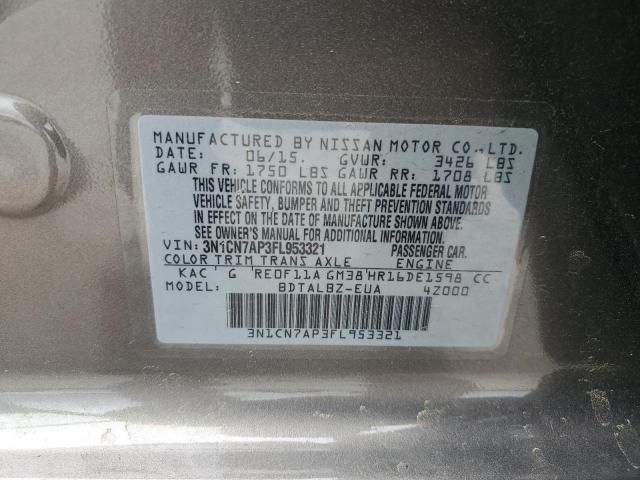 MANUFACTURED BY NISSAN MOTOR CO.,LTD.
DATE: 06/15. GVWR: 3426 LBS
GAWR FR: 1750 LBS GAWR RR: 1708 LBS
THIS VEHICLE CONFORMS TO ALL APPLICABLE FEDERAL MOTOR
VEHICLE SAFETY, BUMPER AND THEFT PREVENTION STANDARDS
IN EFFECT ON THE DATE OF MANUFACTURE SHOWN ABOVE.
SEE OWNER'S MANUAL FOR ADDITIONAL INFORMATION
VIN: 3N1CN7AP3FL953321 PASSENGER CAR.
COLOR TRIM TRANS AXLE ENGINE
KAC G RE0F11A GM38 HR16DE1598 CC
MODEL: BDTALBZ-EUA 4Z000
3N1CN7AP3FL953321